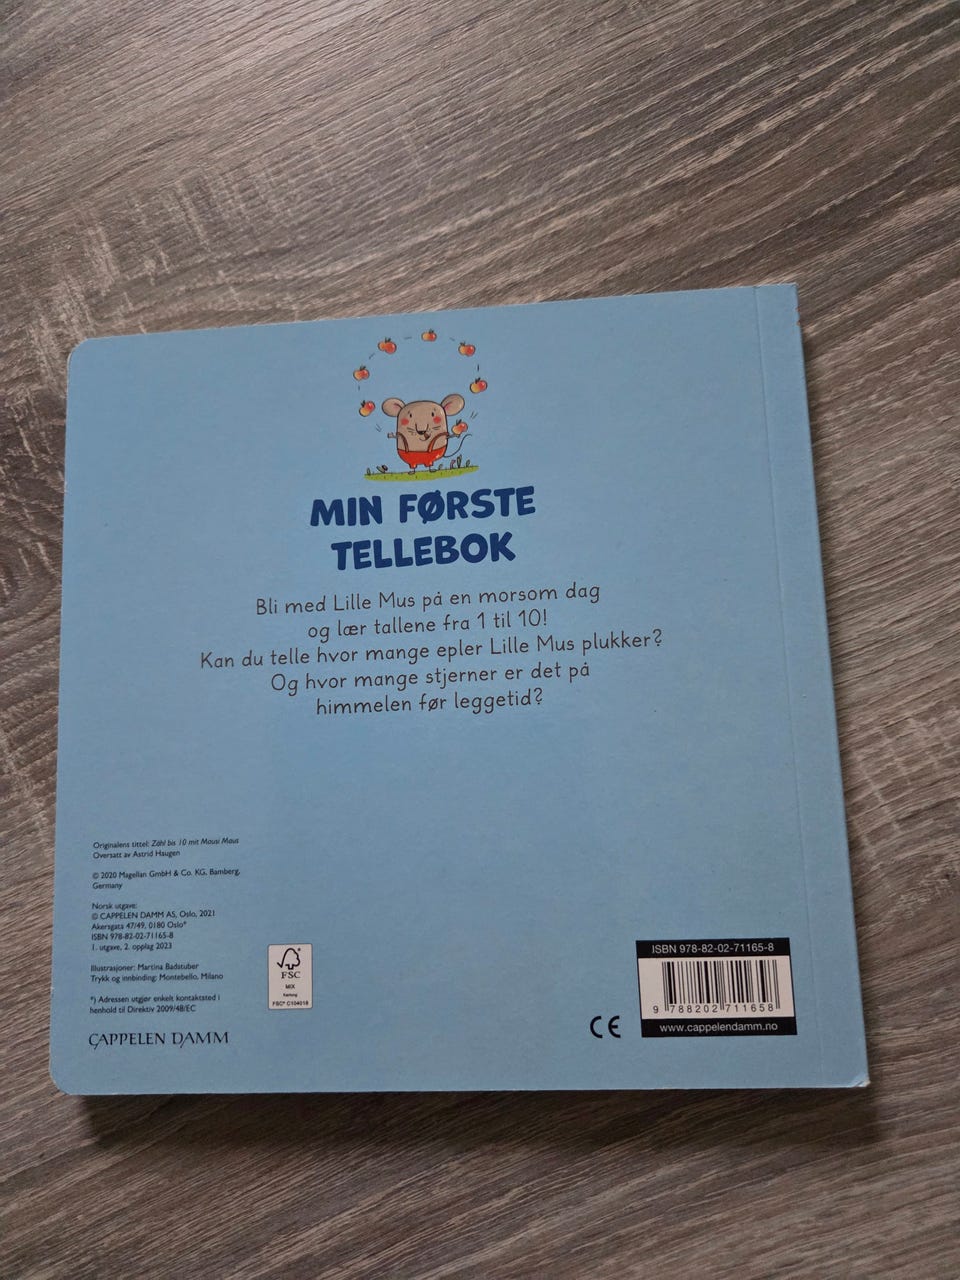 MIN FØRSTE
TELLEBOK
Bli med Lille Mus på en morsom dag
og lær tallene fra 1 til 10!
Kan du telle hvor mange epler Lille Mus plukker?
Og hvor mange stjerner er det på
himmelen før leggetid?
Originalens tittel: Zähl bis 10 mit Mausi Maus
Oversatt av Astrid Haugen
© 2020 Magellan GmbH & Co. KG, Bamberg,
Germany
Norsk utgave:
© CAPPELEN DAMM AS, Oslo, 2021
Akersgata 47/49, 0180 Oslo*
ISBN 978-82-02-71165-8
1. utgave, 2. opplag 2023
Illustrasjoner: Martina Badstuber
Trykk og innbinding: Montebello, Milano
*) Adressen utgjør enkelt kontaktsted i
henhold til Direktiv 2009/48/EC
CAPPELEN DAMM
FSC
MIX
Kartong
FSC® C104018
CE
ISBN 978-82-02-71165-8
9 788202 711658
www.cappelendamm.no